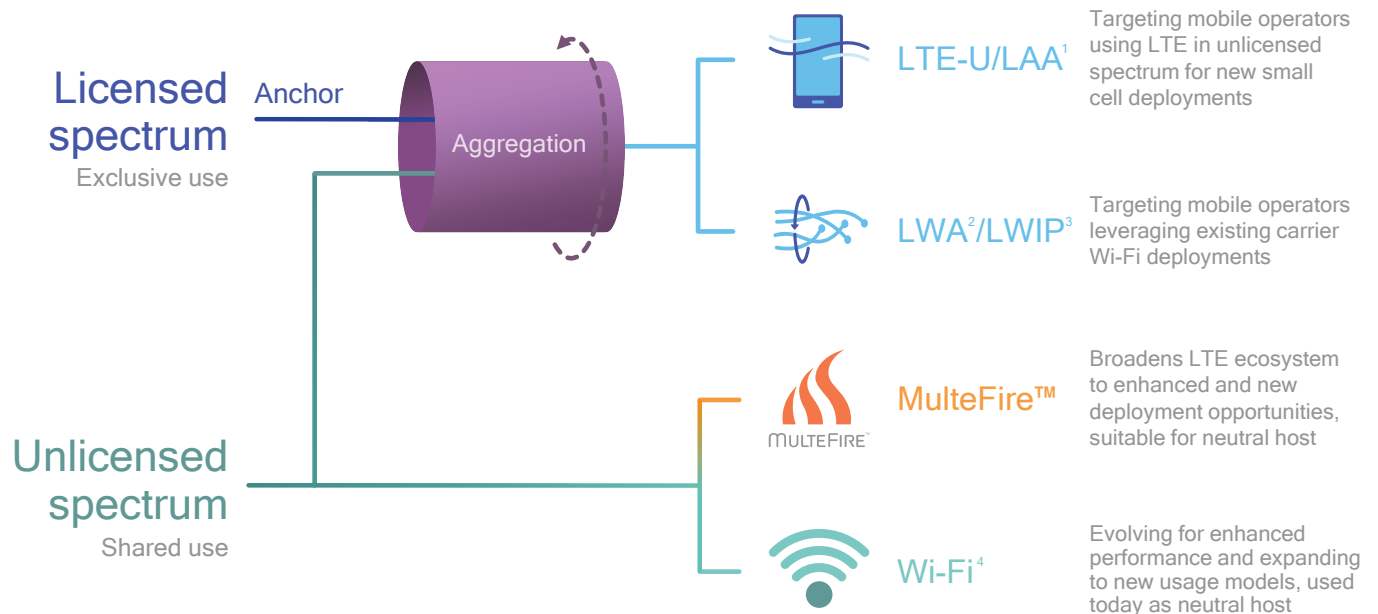 Licensed
spectrum
Exclusive use
Anchor
Aggregation
LTE-U/LAA¹
Targeting mobile operators
using LTE in unlicensed
spectrum for new small
cell deployments
LWA²/LWIP³
Targeting mobile operators
leveraging existing carrier
Wi-Fi deployments
Unlicensed
spectrum
Shared use
MULTEFIRE™
MulteFire™
Broadens LTE ecosystem
to enhanced and new
deployment opportunities,
suitable for neutral host
Wi-Fi⁴
Evolving for enhanced
performance and expanding
to new usage models, used
today as neutral host